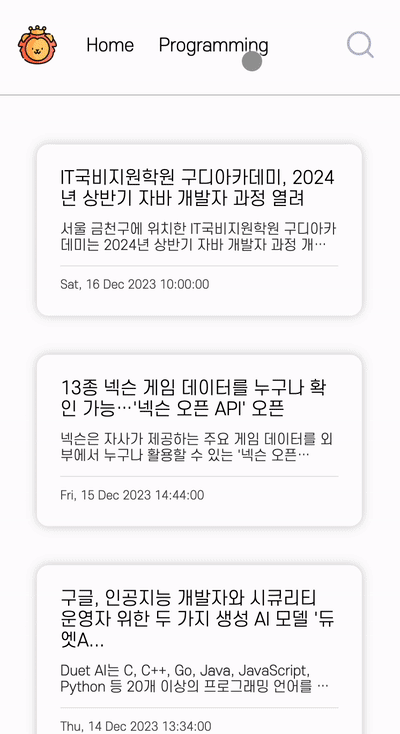 Home Programming
IT국비지원학원 구디아카데미, 2024
년 상반기 자바 개발자 과정 열려
서울 금천구에 위치한 IT국비지원학원 구디아카
데미는 2024년 상반기 자바 개발자 과정 개…
Sat, 16 Dec 2023 10:00:00
13종 넥슨 게임 데이터를 누구나 확
인 가능…'넥슨 오픈 API' 오픈
넥슨은 자사가 제공하는 주요 게임 데이터를 외
부에서 누구나 활용할 수 있는 '넥슨 오픈…
Fri, 15 Dec 2023 14:44:00
구글, 인공지능 개발자와 시큐리티
운영자 위한 두 가지 생성 AI 모델 '듀
엣A...
Duet AI는 C, C++, Go, Java, JavaScript,
Python 등 20개 이상의 프로그래밍 언어를 …
Thu, 14 Dec 2023 13:34:00